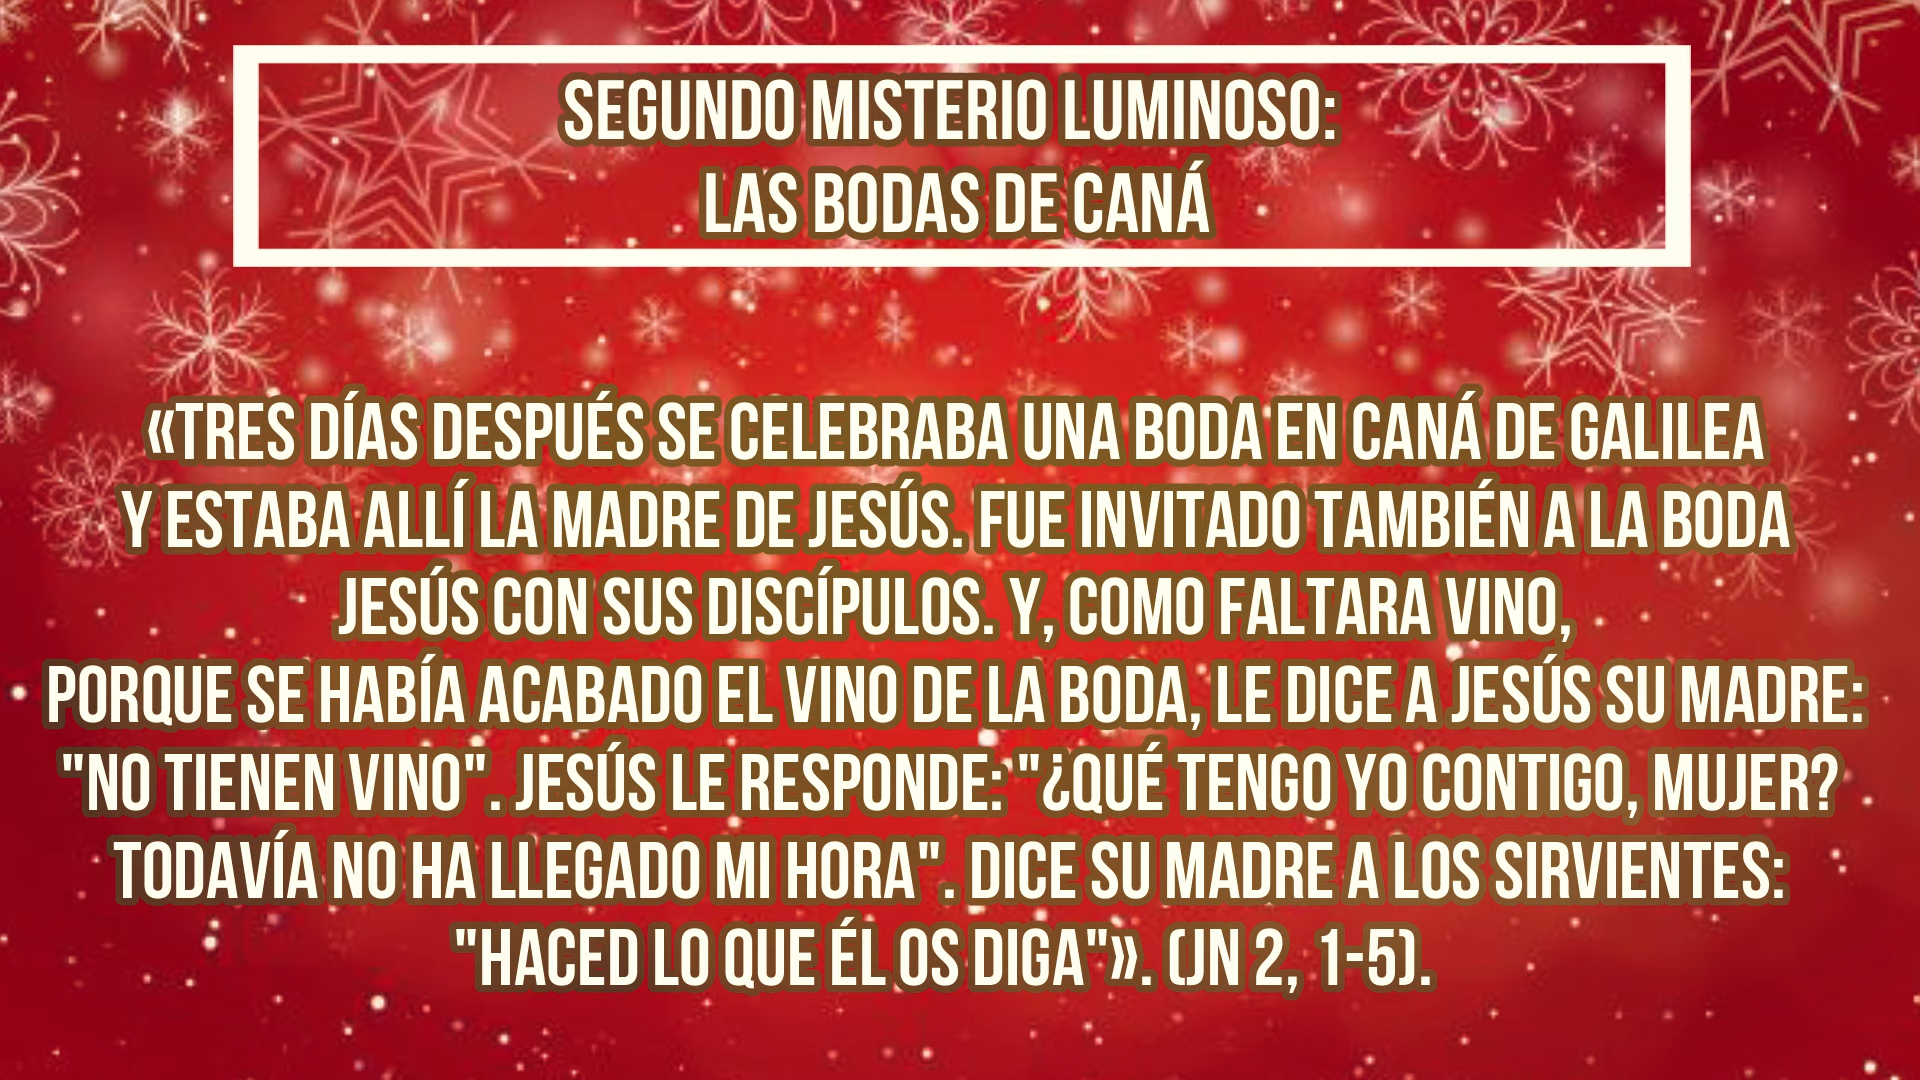 SEGUNDO MISTERIO LUMINOSO:
LAS BODAS DE CANÁ
«TRES DÍAS DESPUÉS SE CELEBRABA UNA BODA EN CANÁ DE GALILEA
Y ESTABA ALLÍ LA MADRE DE JESÚS. FUE INVITADO TAMBIÉN A LA BODA
JESÚS CON SUS DISCÍPULOS. Y, COMO FALTARA VINO,
PORQUE SE HABÍA ACABADO EL VINO DE LA BODA, LE DICE A JESÚS SU MADRE:
"NO TIENEN VINO". JESÚS LE RESPONDE: "¿QUÉ TENGO YO CONTIGO, MUJER?
TODAVÍA NO HA LLEGADO MI HORA". DICE SU MADRE A LOS SIRVIENTES:
"HACED LO QUE ÉL OS DIGA"». (JN 2, 1-5).